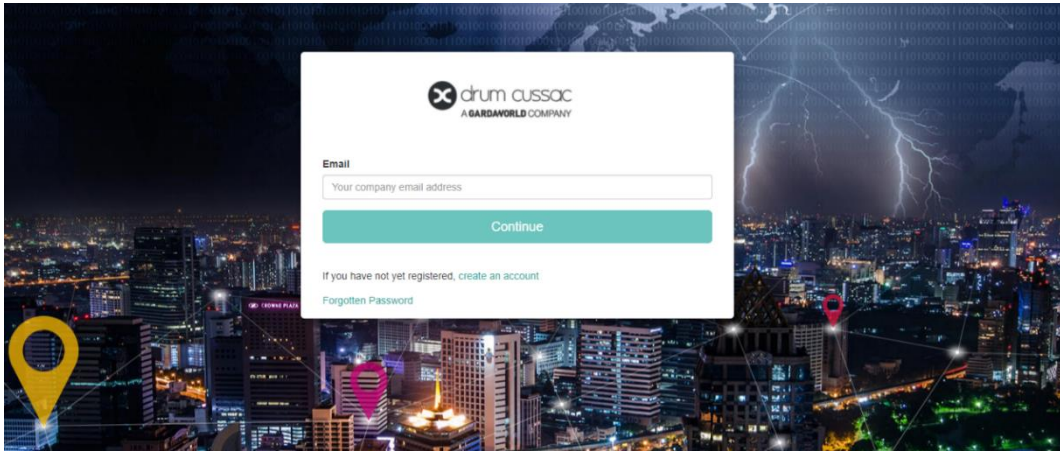 drum cussac
A GARDAWORLD COMPANY
Email
Your company email address
Continue
If you have not yet registered, create an account
Forgotten Password
CROWNE PLAZA